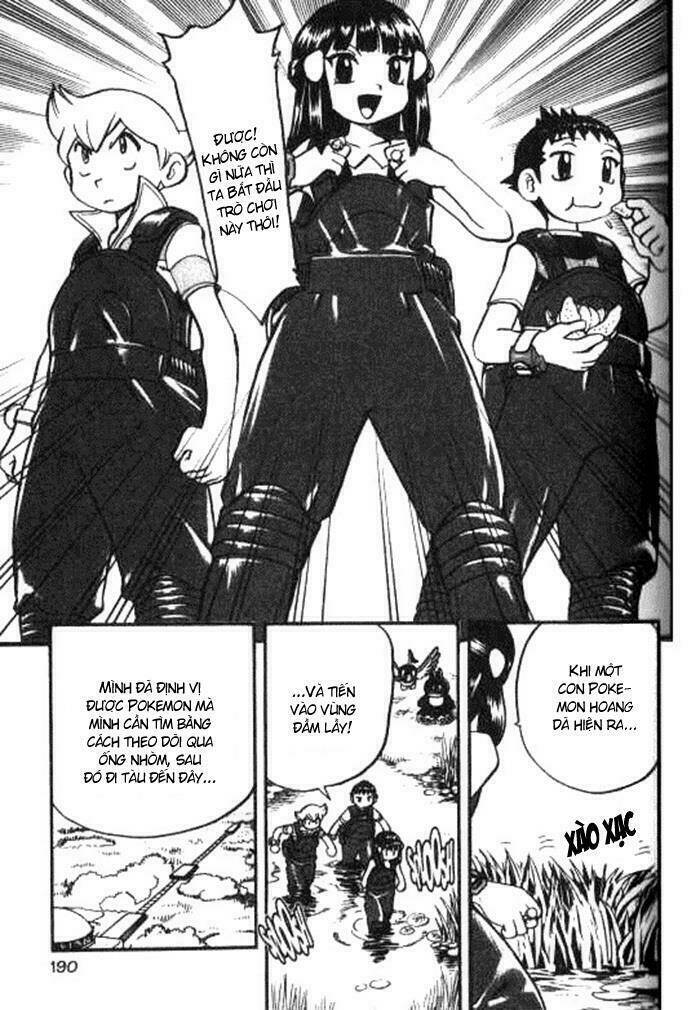 ĐƯỢC!
KHÔNG CÒN
GÌ NỮA THÌ
TA BẮT ĐẦU
TRÒ CHƠI
NÀY THÔI!
MÌNH ĐÃ ĐỊNH VỊ
ĐƯỢC POKEMON MÀ
MÌNH CẦN TÌM BẰNG
CÁCH THEO DÕI QUA
ỐNG NHÒM, SAU
ĐÓ ĐI TÀU ĐẾN ĐÂY...
...VÀ TIẾN
VÀO VÙNG
ĐẦM LẦY!
SHOOSH
SHOOSH
KHI MỘT
CON POKE-
MON HOANG
DÃ HIỆN RA...
XÀO XẠC
190